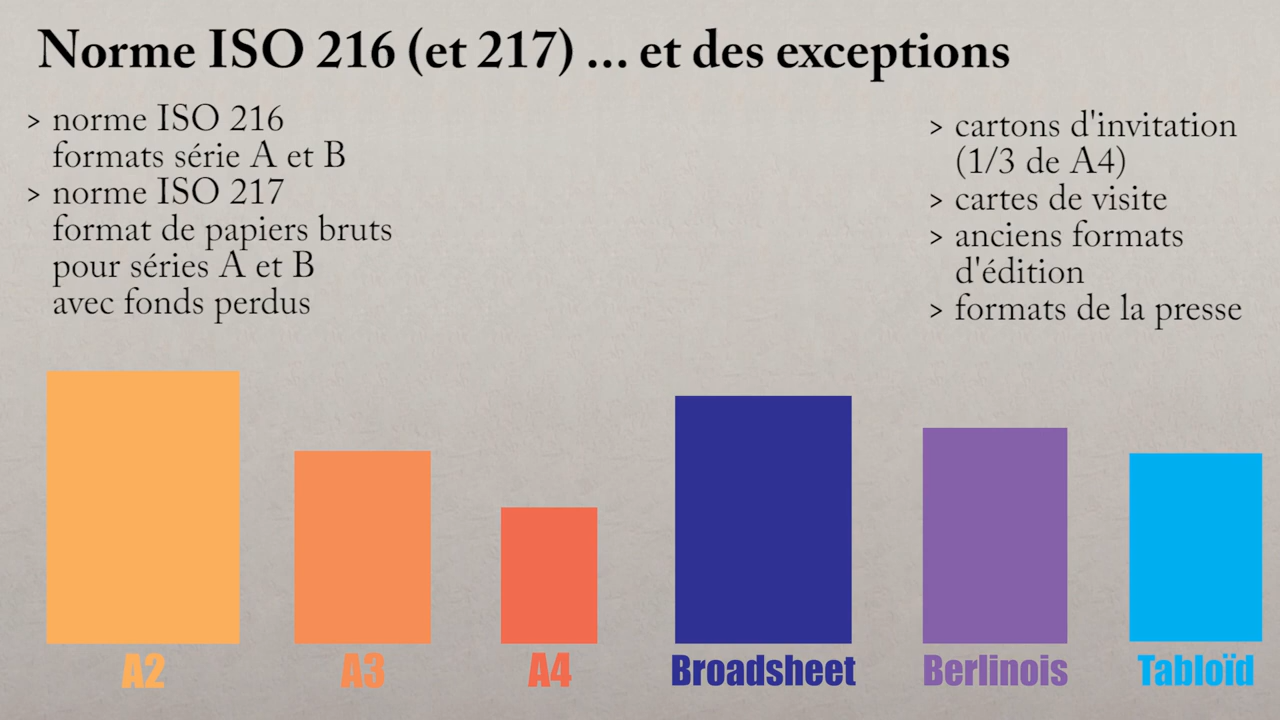 Norme ISO 216 (et 217) ... et des exceptions
> norme ISO 216
formats série A et B
> norme ISO 217
format de papiers bruts
pour séries A et B
avec fonds perdus
> cartons d'invitation
(1/3 de A4)
> cartes de visite
> anciens formats
d'édition
> formats de la presse
A2
A3
A4
Broadsheet
Berlinois
Tabloïd